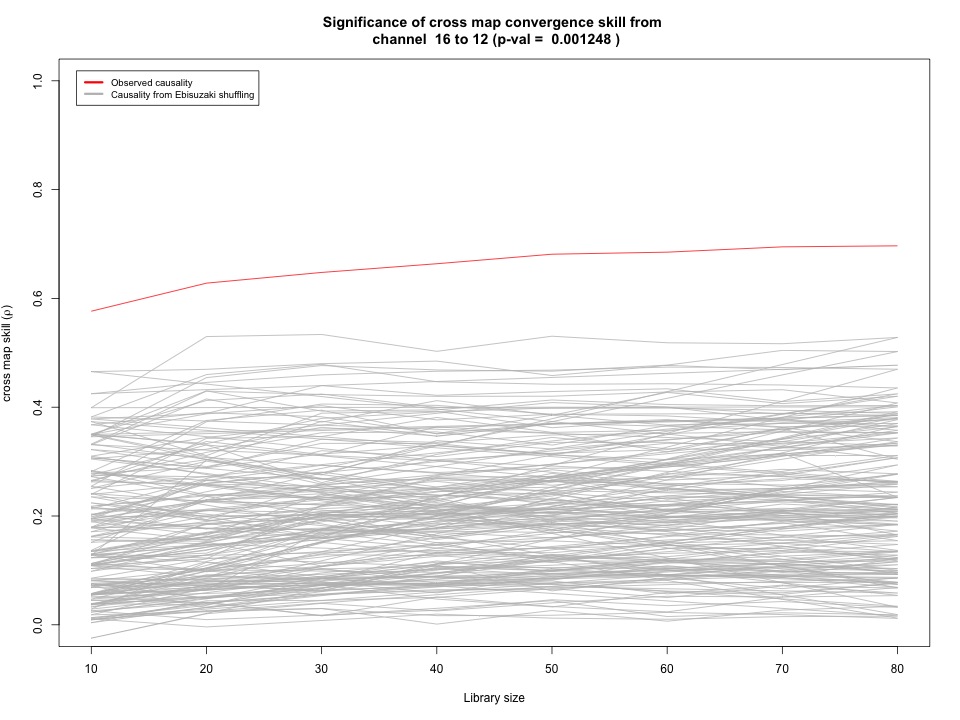 Significance of cross map convergence skill from
channel  16 to 12 (p-val =  0.001248 )
Observed causality
Causality from Ebisuzaki shuffling
cross map skill (ρ)
1.0
0.8
0.6
0.4
0.2
0.0
10 20 30 40 50 60 70 80
Library size